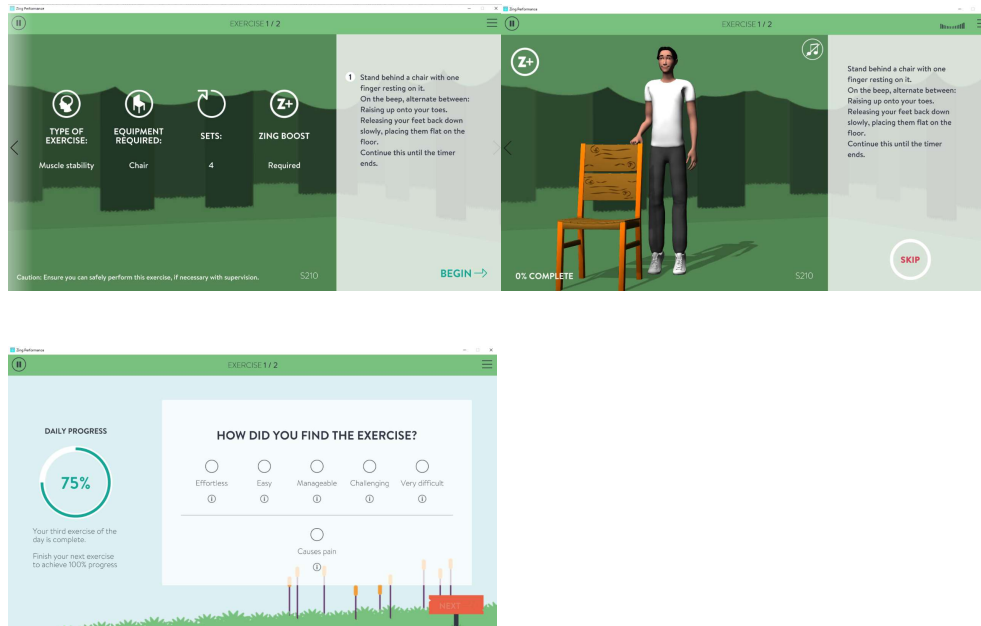 Zing Performance
EXERCISE 1 / 2
TYPE OF
EXERCISE:
Muscle stability
EQUIPMENT
REQUIRED:
Chair
SETS:
4
Z+
ZING BOOST
Required
1 Stand behind a chair with one
finger resting on it.
On the beep, alternate between:
Raising up onto your toes.
Releasing your feet back down
slowly, placing them flat on the
floor.
Continue this until the timer
ends.
Caution: Ensure you can safely perform this exercise, if necessary with supervision.
S210
BEGIN
Zing Performance
EXERCISE 1 / 2
Z+
Stand behind a chair with one
finger resting on it.
On the beep, alternate between:
Raising up onto your toes.
Releasing your feet back down
slowly, placing them flat on the
floor.
Continue this until the timer
ends.
0% COMPLETE
S210
SKIP
Zing Performance
EXERCISE 1 / 2
DAILY PROGRESS
75%
Your third exercise of the
day is complete.
Finish your next exercise
to achieve 100% progress
HOW DID YOU FIND THE EXERCISE?
Effortless
Easy
Manageable
Challenging
Very difficult
Causes pain
NEXT